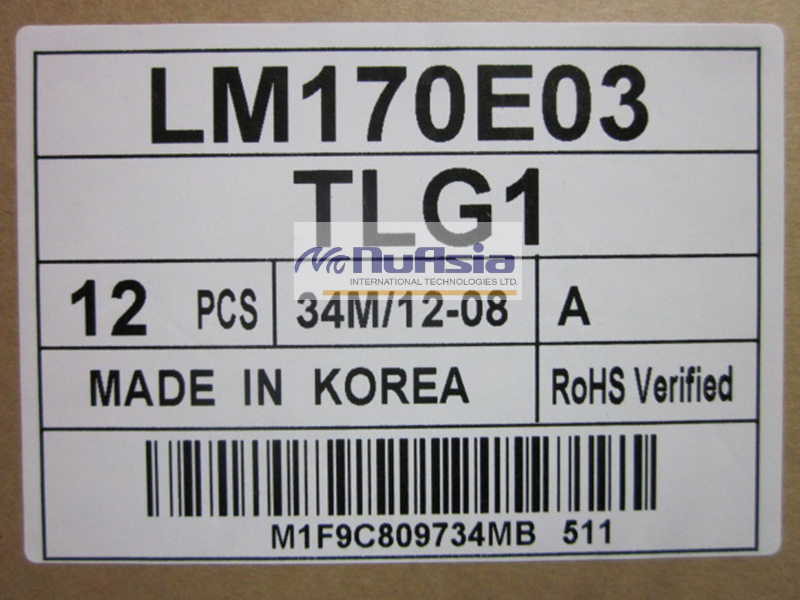 LM170E03
TLG1
NuAsia
INTERNATIONAL TECHNOLOGIES LTD.
12 PCS 34M/12-08 A
MADE IN KOREA RoHS Verified
M1F9C809734MB 511